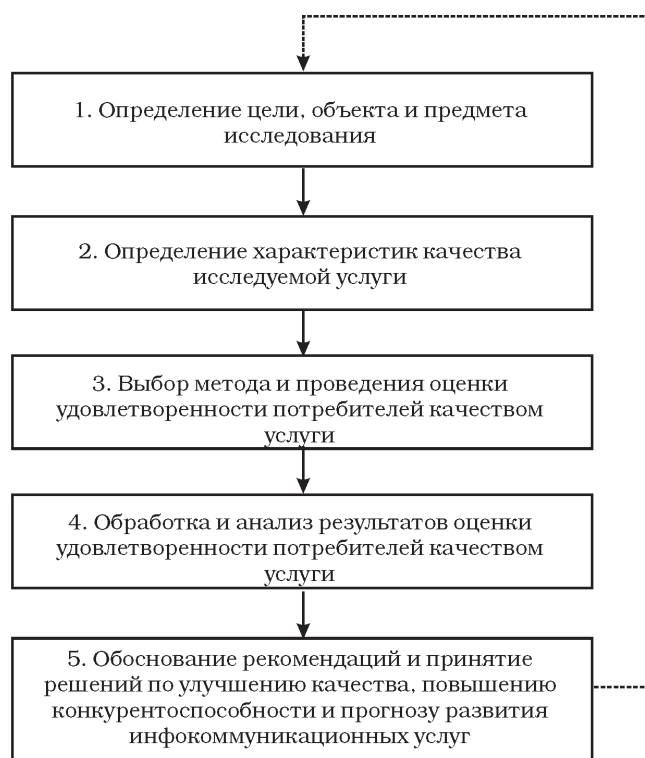 1. Определение цели, объекта и предмета
исследования
2. Определение характеристик качества
исследуемой услуги
3. Выбор метода и проведения оценки
удовлетворенности потребителей качеством
услуги
4. Обработка и анализ результатов оценки
удовлетворенности потребителей качеством
услуги
5. Обоснование рекомендаций и принятие
решений по улучшению качества, повышению
конкурентоспособности и прогнозу развития
инфокоммуникационных услуг